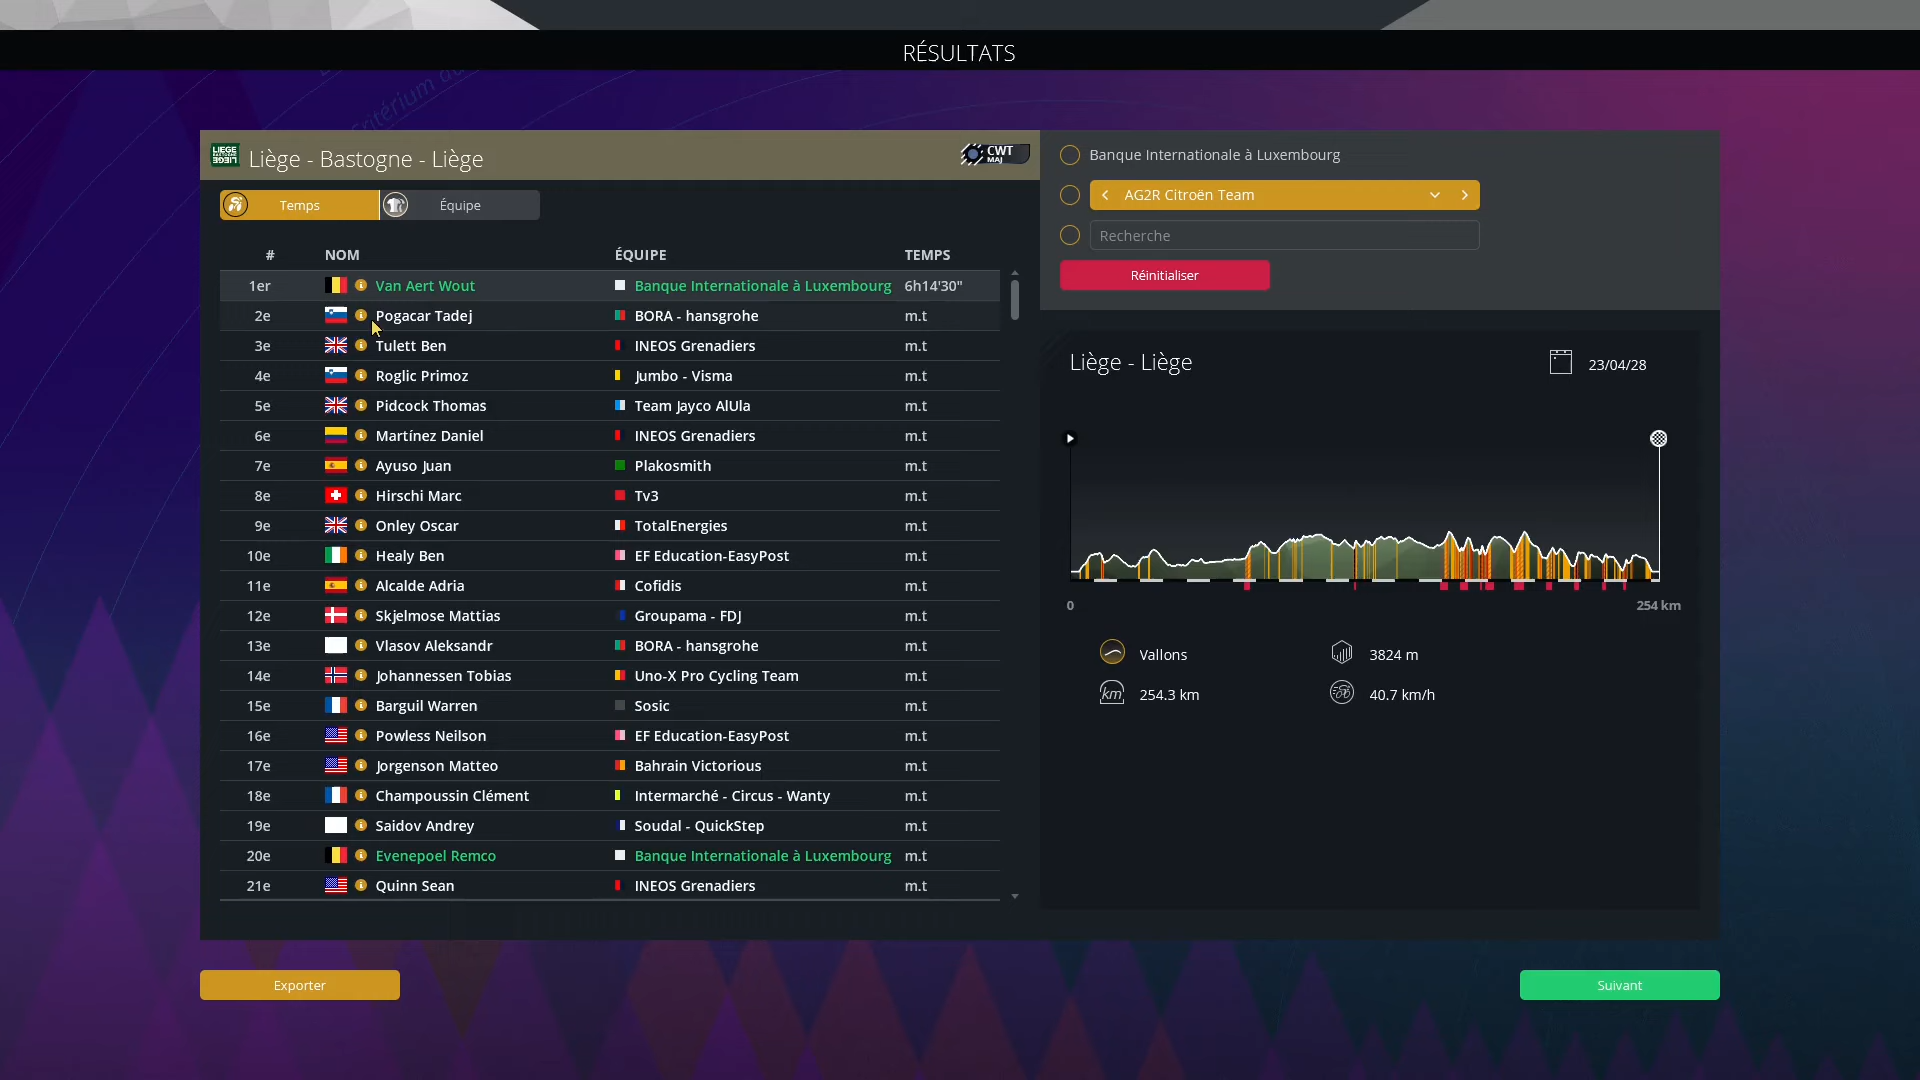 RÉSULTATS
LIEGE
Liège - Bastogne - Liège
CWT
MAJ
Temps
Équipe
# NOM ÉQUIPE TEMPS
1er Van Aert Wout Banque Internationale à Luxembourg 6h14'30"
2e Pogacar Tadej BORA - hansgrohe m.t
3e Tulett Ben INEOS Grenadiers m.t
4e Roglic Primoz Jumbo - Visma m.t
5e Pidcock Thomas Team Jayco AlUla m.t
6e Martínez Daniel INEOS Grenadiers m.t
7e Ayuso Juan Plakosmith m.t
8e Hirschi Marc Tv3 m.t
9e Onley Oscar TotalEnergies m.t
10e Healy Ben EF Education-EasyPost m.t
11e Alcalde Adria Cofidis m.t
12e Skjelmose Mattias Groupama - FDJ m.t
13e Vlasov Aleksandr BORA - hansgrohe m.t
14e Johannessen Tobias Uno-X Pro Cycling Team m.t
15e Barguil Warren Sosic m.t
16e Powless Neilson EF Education-EasyPost m.t
17e Jorgenson Matteo Bahrain Victorious m.t
18e Champoussin Clément Intermarché - Circus - Wanty m.t
19e Saidov Andrey Soudal - QuickStep m.t
20e Evenepoel Remco Banque Internationale à Luxembourg m.t
21e Quinn Sean INEOS Grenadiers m.t
Banque Internationale à Luxembourg
AG2R Citroën Team
Recherche
Réinitialiser
Liège - Liège
23/04/28
0
254 km
Vallons
3824 m
km
254.3 km
40.7 km/h
Exporter
Suivant